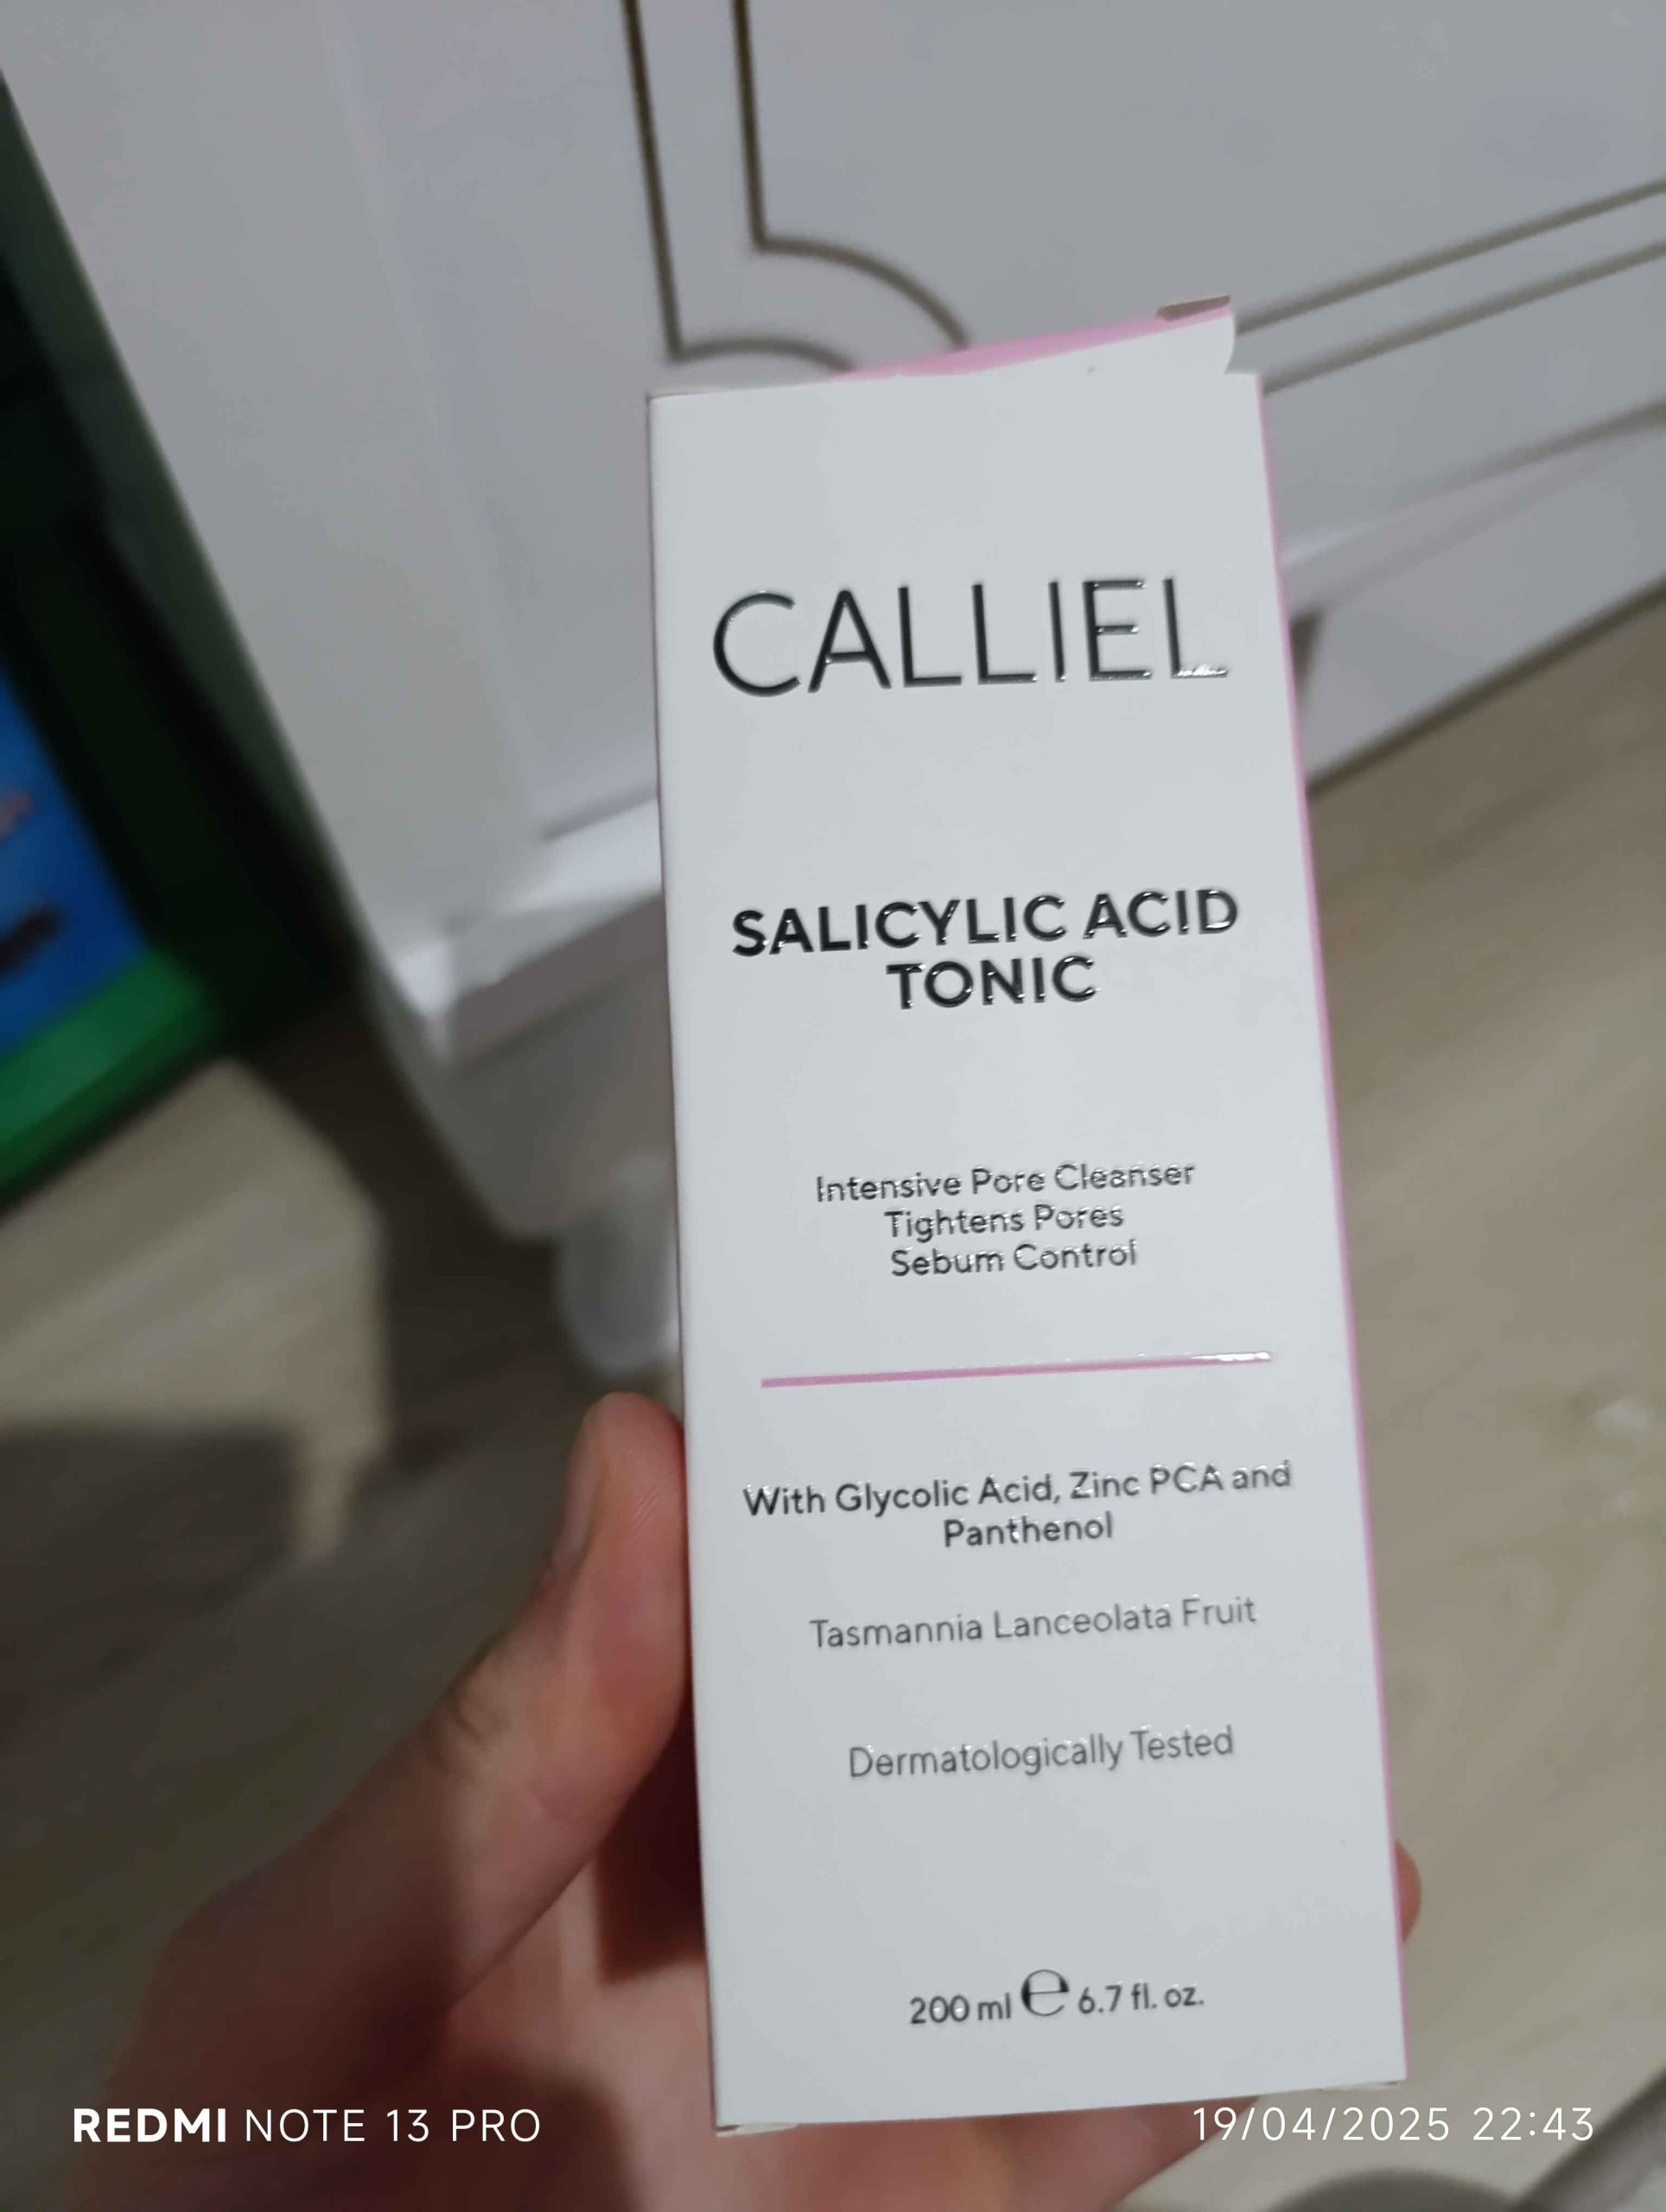 CALLIEL
SALICYLIC ACID
TONIC
Intensive Pore Cleanser
Tightens Pores
Sebum Control
With Glycolic Acid, Zinc PCA and
Panthenol
Tasmannia Lanceolata Fruit
Dermatologically Tested
200 ml ℮ 6.7 fl. oz.
REDMI NOTE 13 PRO
19/04/2025 22:43